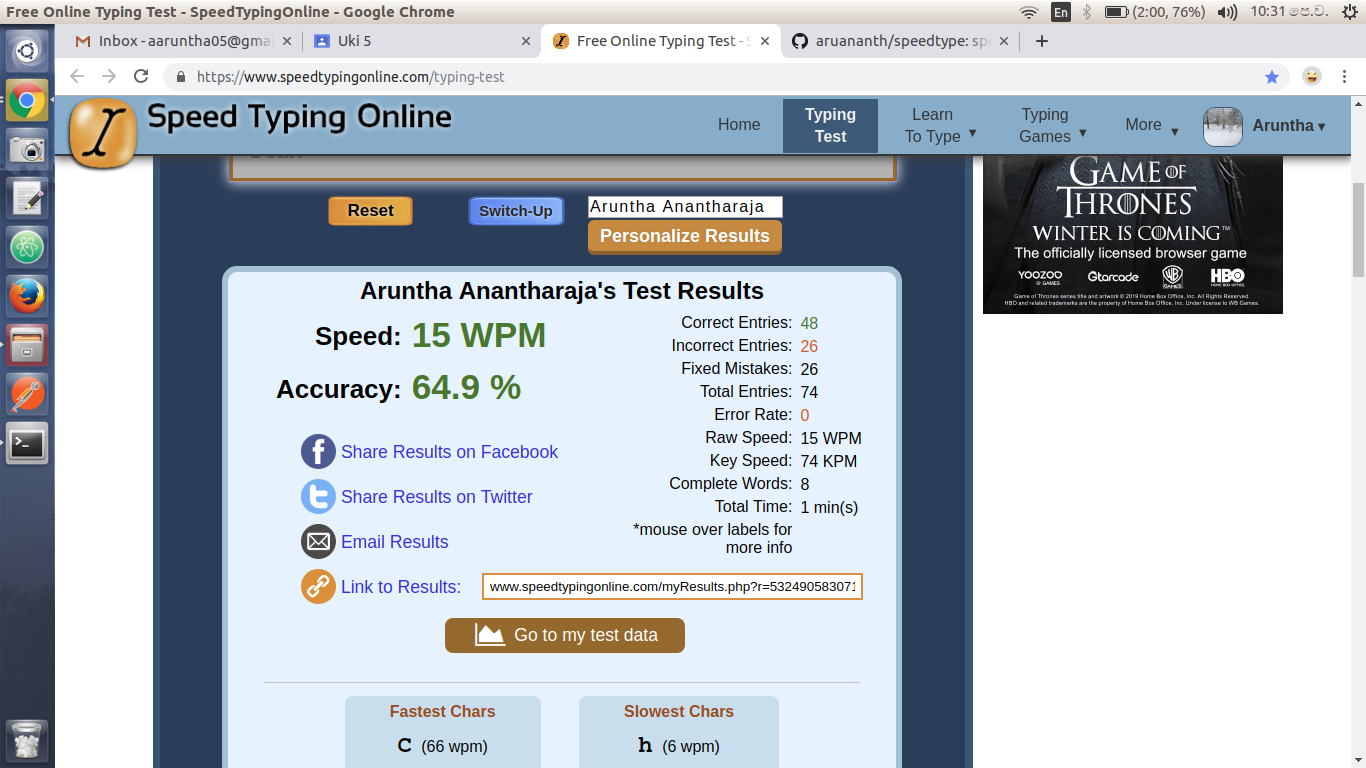 Free Online Typing Test - SpeedTypingOnline - Google Chrome
En
(2:00, 76%)
10:31 පෙ.ව.
Inbox - aaruntha05@gma
Uki 5
Free Online Typing Test - S
aruananth/speedtype: spe
https://www.speedtypingonline.com/typing-test
Speed Typing Online
Home
Typing Test
Learn To Type ▼
Typing Games ▼
More ▼
Aruntha ▾
Reset
Switch-Up
Aruntha Anantharaja
Personalize Results
GAME OF
THRONES
WINTER IS COMING™
The officially licensed browser game
YOOZOO GAMES
Gtarcade
WB GAMES
HBO HOME BOX OFFICE
Game of Thrones series title and artwork © 2019 Home Box Office, Inc. All Rights Reserved.
HBO and related trademarks are the property of Home Box Office, Inc. Under license to WB Games.
Aruntha Anantharaja's Test Results
Speed: 15 WPM
Accuracy: 64.9 %
Correct Entries: 48
Incorrect Entries: 26
Fixed Mistakes: 26
Total Entries: 74
Error Rate: 0
Raw Speed: 15 WPM
Key Speed: 74 KPM
Complete Words: 8
Total Time: 1 min(s)
*mouse over labels for
more info
Share Results on Facebook
Share Results on Twitter
Email Results
Link to Results: www.speedtypingonline.com/myResults.php?r=532490583071
Go to my test data
Fastest Chars
C (66 wpm)
Slowest Chars
h (6 wpm)